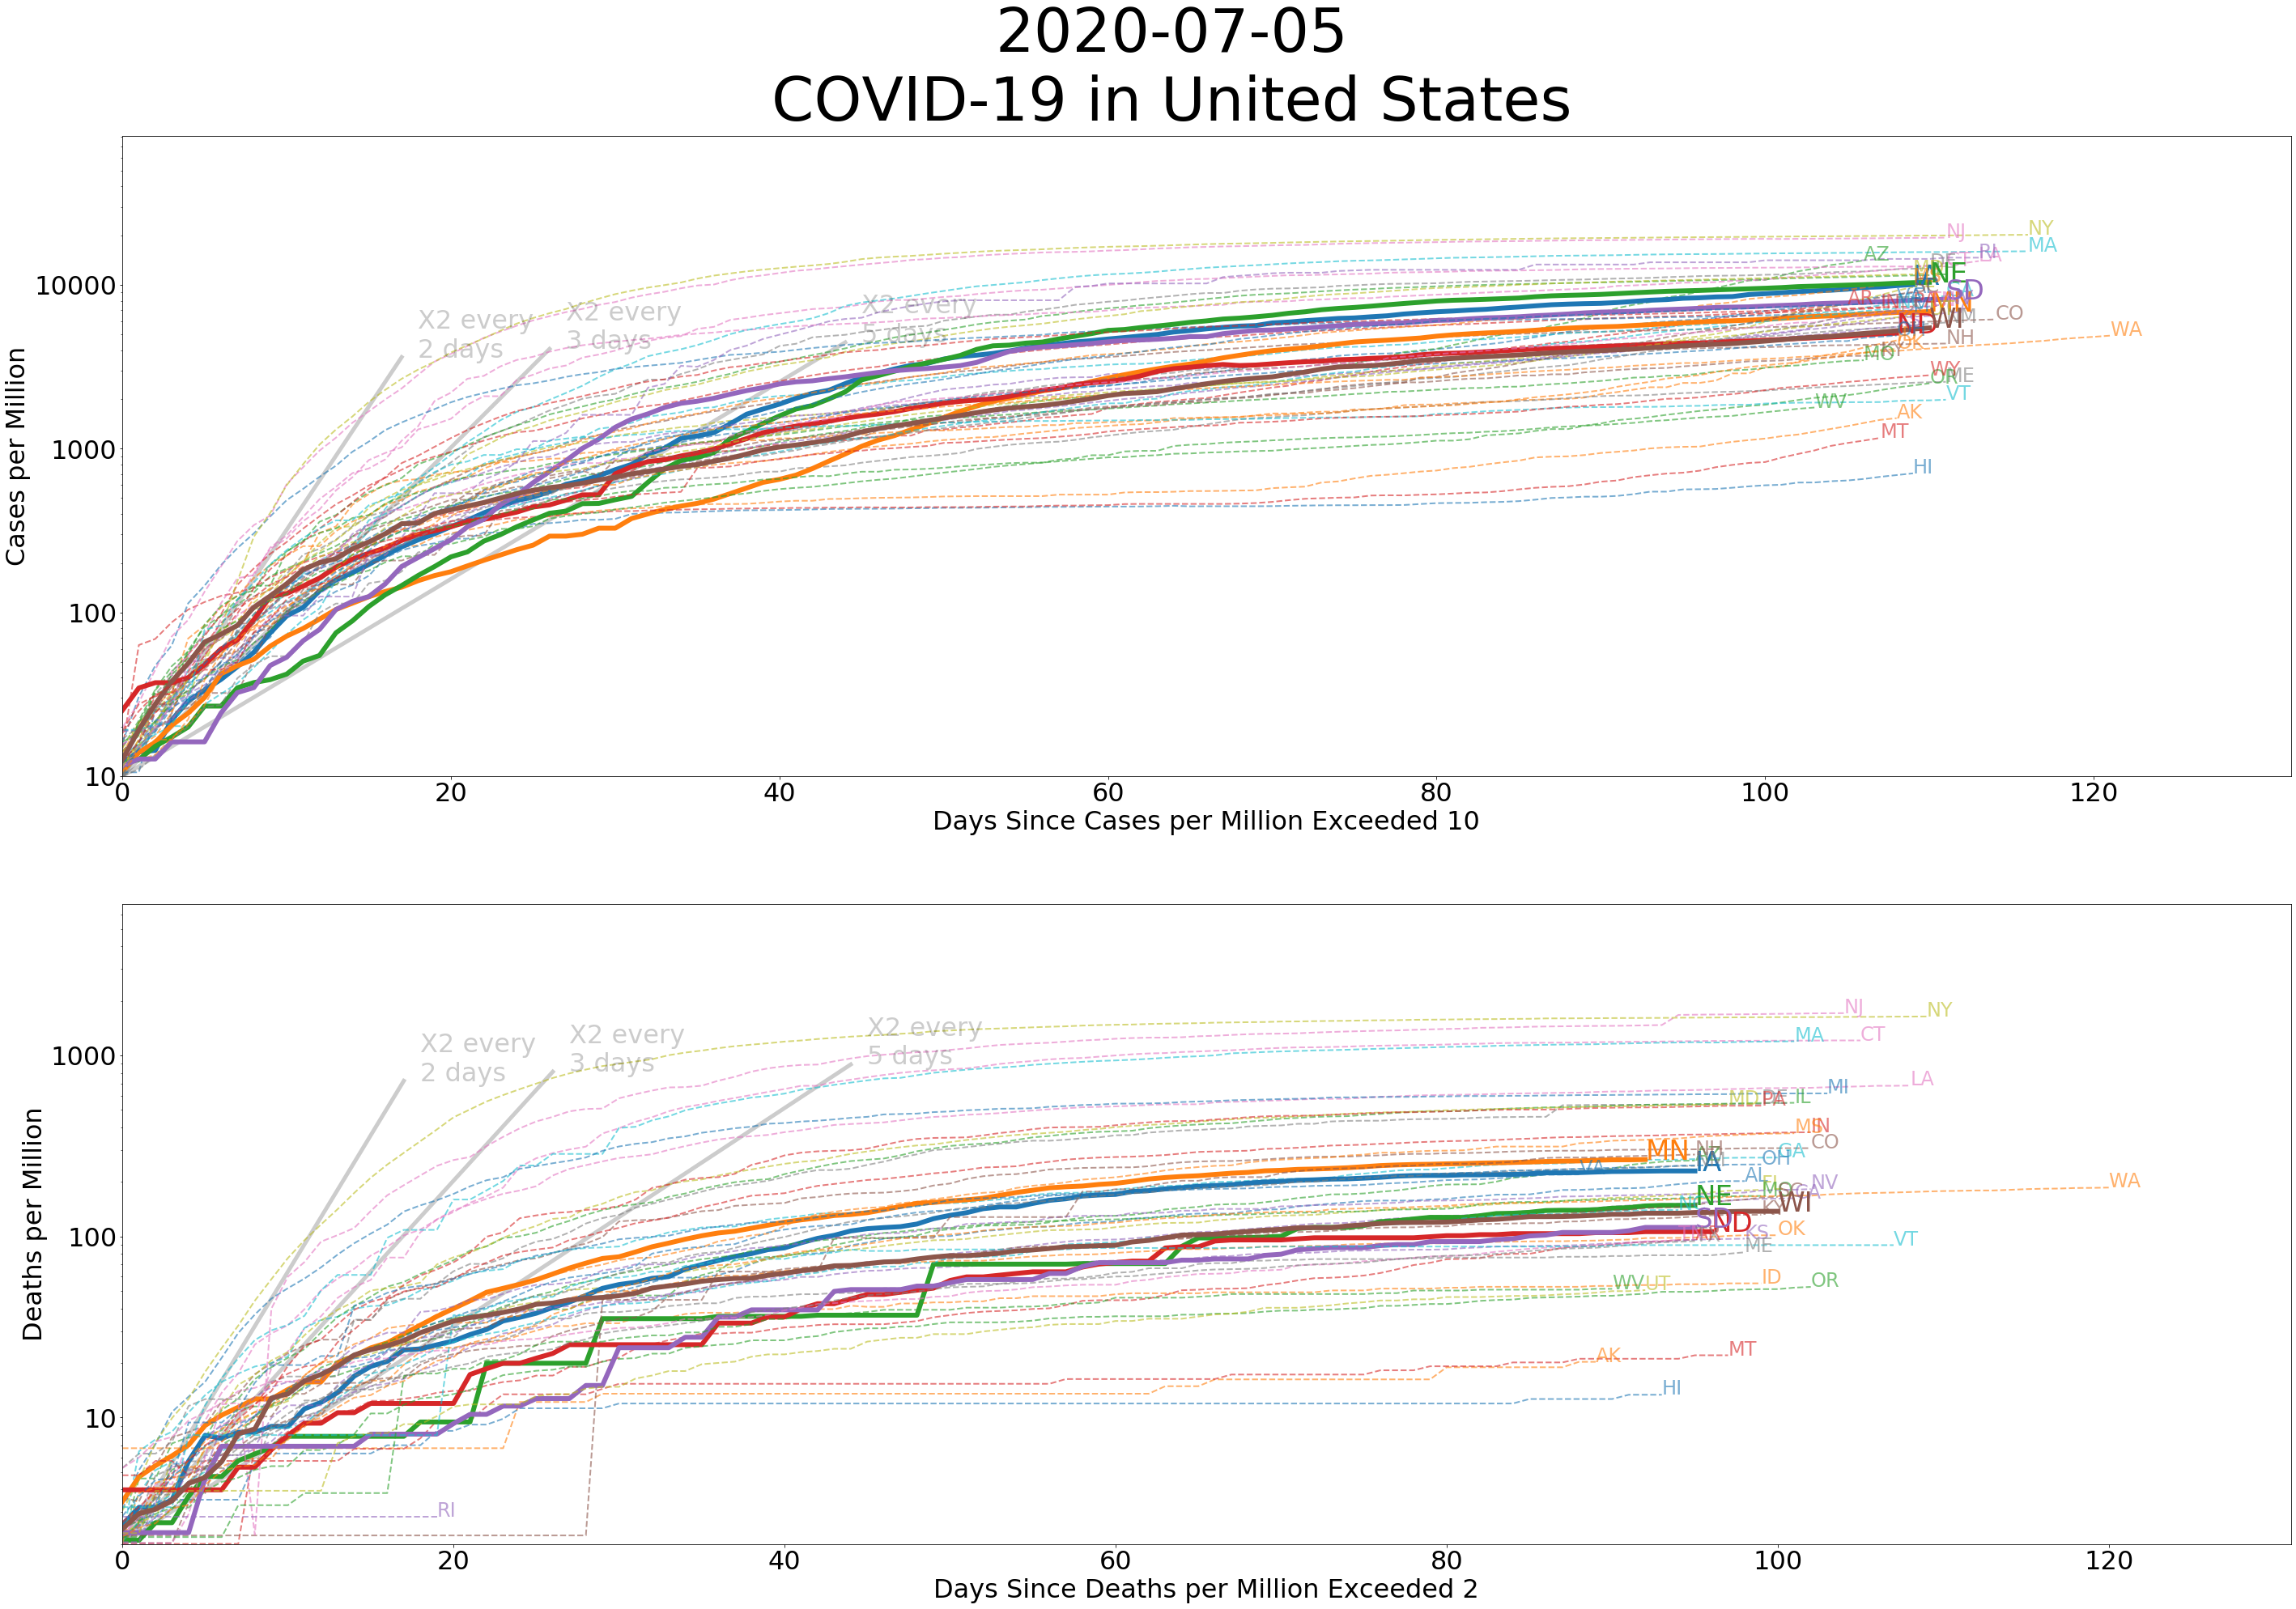 2020-07-05
COVID-19 in United States
Cases per Million
10000
1000
100
10
X2 every
2 days
X2 every
3 days
X2 every
5 days
NY
NJ
MA
RI
AZ
LA
NE
IA
SD
MN
AR
CO
WI
ND
WA
NH
KY
MO
WY
ME
OR
VT
WV
AK
MT
HI
0
20
40
60
80
100
120
Days Since Cases per Million Exceeded 10
Deaths per Million
1000
100
10
X2 every
2 days
X2 every
3 days
X2 every
5 days
NJ
NY
MA
CT
LA
MI
MD
PA
IL
MS
IN
CO
MN
NH
GA
IA
OH
VA
AL
NV
WA
NE
WI
SD
ND
KS
OK
VT
ME
WV
UT
ID
OR
AK
MT
HI
RI
0
20
40
60
80
100
120
Days Since Deaths per Million Exceeded 2